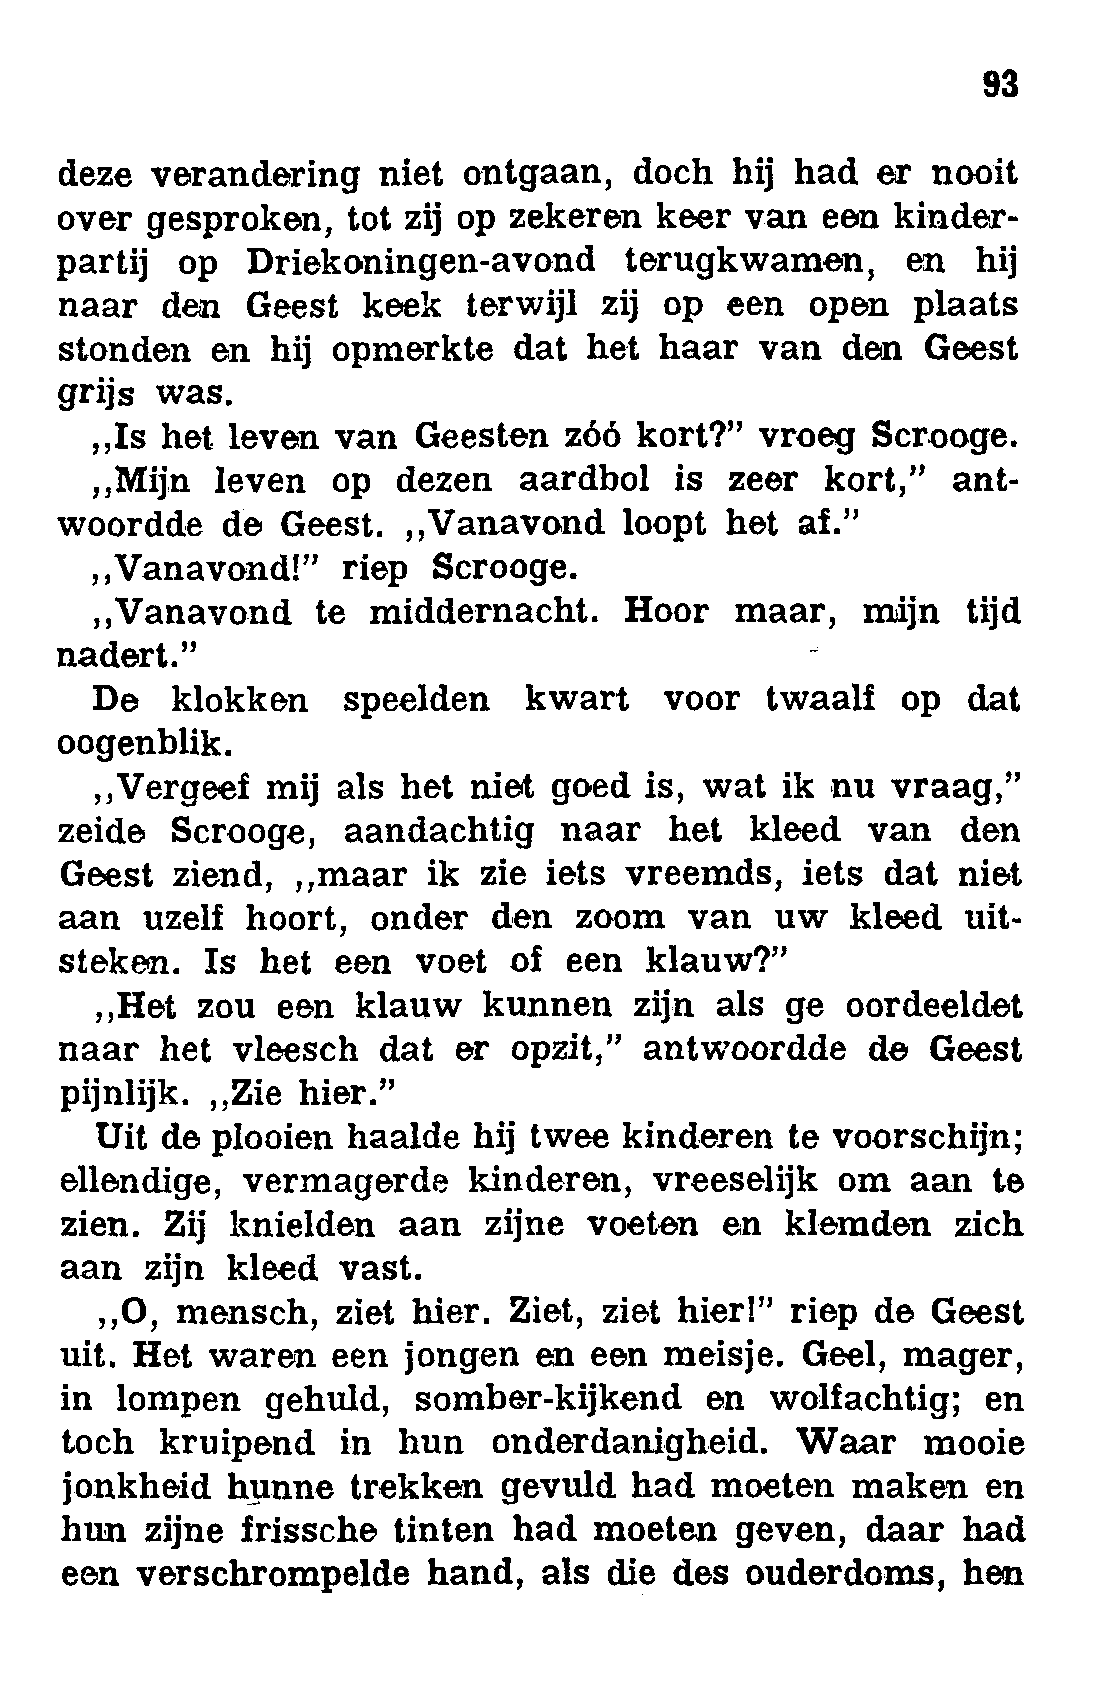 93
deze verandering niet ontgaan, doch hij had er nooit
over gesproken, tot zij op zekeren keer van een kinder-
partij op Driekoningen-avond terugkwamen, en hij
naar den Geest keek terwijl zij op een open plaats
stonden en hij opmerkte dat het haar van den Geest
grijs was.
,,Is het leven van Geesten zóó kort?” vroeg Scrooge.
,,Mijn leven op dezen aardbol is zeer kort,” ant-
woordde de Geest. ,,Vanavond loopt het af.”
,,Vanavond!” riep Scrooge.
,,Vanavond te middernacht. Hoor maar, mijn tijd
nadert.”
De klokken speelden kwart voor twaalf op dat
oogenblik.
,,Vergeef mij als het niet goed is, wat ik nu vraag,”
zeide Scrooge, aandachtig naar het kleed van den
Geest ziend, ,,maar ik zie iets vreemds, iets dat niet
aan uzelf hoort, onder den zoom van uw kleed uit-
steken. Is het een voet of een klauw?”
,,Het zou een klauw kunnen zijn als ge oordeeldet
naar het vleesch dat er opzit,” antwoordde de Geest
pijnlijk. ,,Zie hier.”
Uit de plooien haalde hij twee kinderen te voorschijn;
ellendige, vermagerde kinderen, vreeselijk om aan te
zien. Zij knielden aan zijne voeten en klemden zich
aan zijn kleed vast.
,,O, mensch, ziet hier. Ziet, ziet hier!” riep de Geest
uit. Het waren een jongen en een meisje. Geel, mager,
in lompen gehuld, somber-kijkend en wolfachtig; en
toch kruipend in hun onderdanigheid. Waar mooie
jonkheid hunne trekken gevuld had moeten maken en
hun zijne frissche tinten had moeten geven, daar had
een verschrompelde hand, als die des ouderdoms, hen